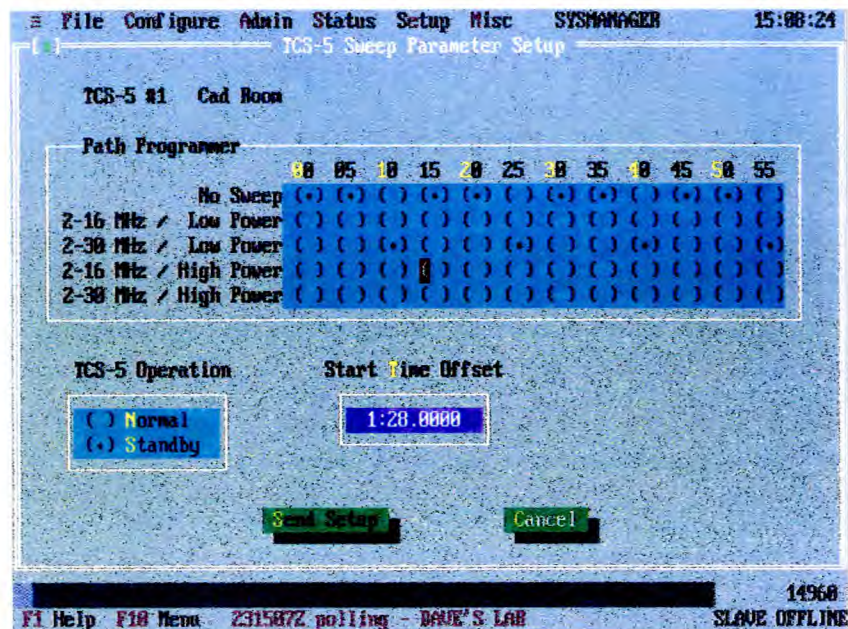 ≡ File Configure Admin Status Setup Misc SYSMANAGER 15:08:24
TCS-5 Sweep Parameter Setup
TCS-5 #1 Cad Room
Path Programmer
00 05 10 15 20 25 30 35 40 45 50 55
No Sweep (•) (•) ( ) (•) (•) ( ) (•) (•) ( ) (•) (•) ( )
2-16 MHz / Low Power ( ) ( ) ( ) ( ) ( ) ( ) ( ) ( ) ( ) ( ) ( ) ( )
2-30 MHz / Low Power ( ) ( ) (•) ( ) ( ) (•) ( ) ( ) (•) ( ) ( ) (•)
2-16 MHz / High Power ( ) ( ) ( ) ( ) ( ) ( ) ( ) ( ) ( ) ( ) ( ) ( )
2-30 MHz / High Power ( ) ( ) ( ) ( ) ( ) ( ) ( ) ( ) ( ) ( ) ( ) ( )
TCS-5 Operation Start Time Offset
( ) Normal 1:28.0000
(•) Standby
Send Setup Cancel
14960
F1 Help F10 Menu 231507Z polling - DAVE'S LAB SLAVE OFFLINE